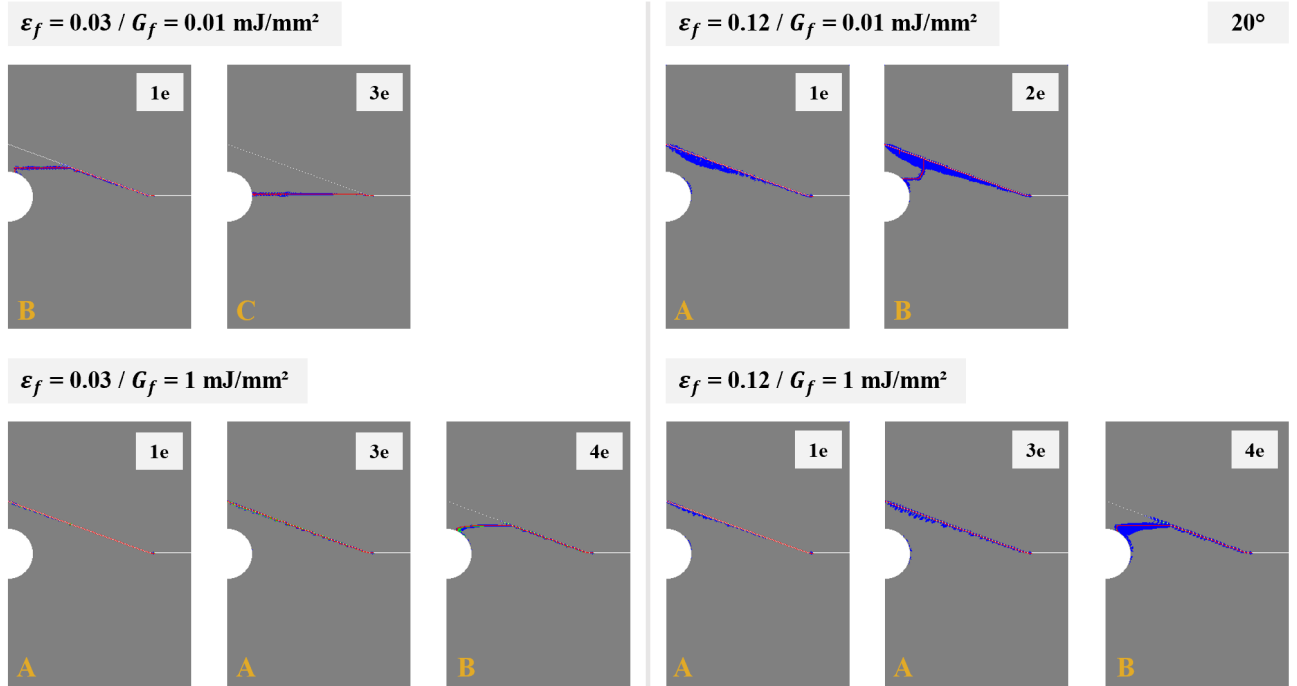 ε_f = 0.03 / G_f = 0.01 mJ/mm²
ε_f = 0.12 / G_f = 0.01 mJ/mm²
20°
1e
3e
1e
2e
B
C
A
B
ε_f = 0.03 / G_f = 1 mJ/mm²
ε_f = 0.12 / G_f = 1 mJ/mm²
1e
3e
4e
1e
3e
4e
A
A
B
A
A
B